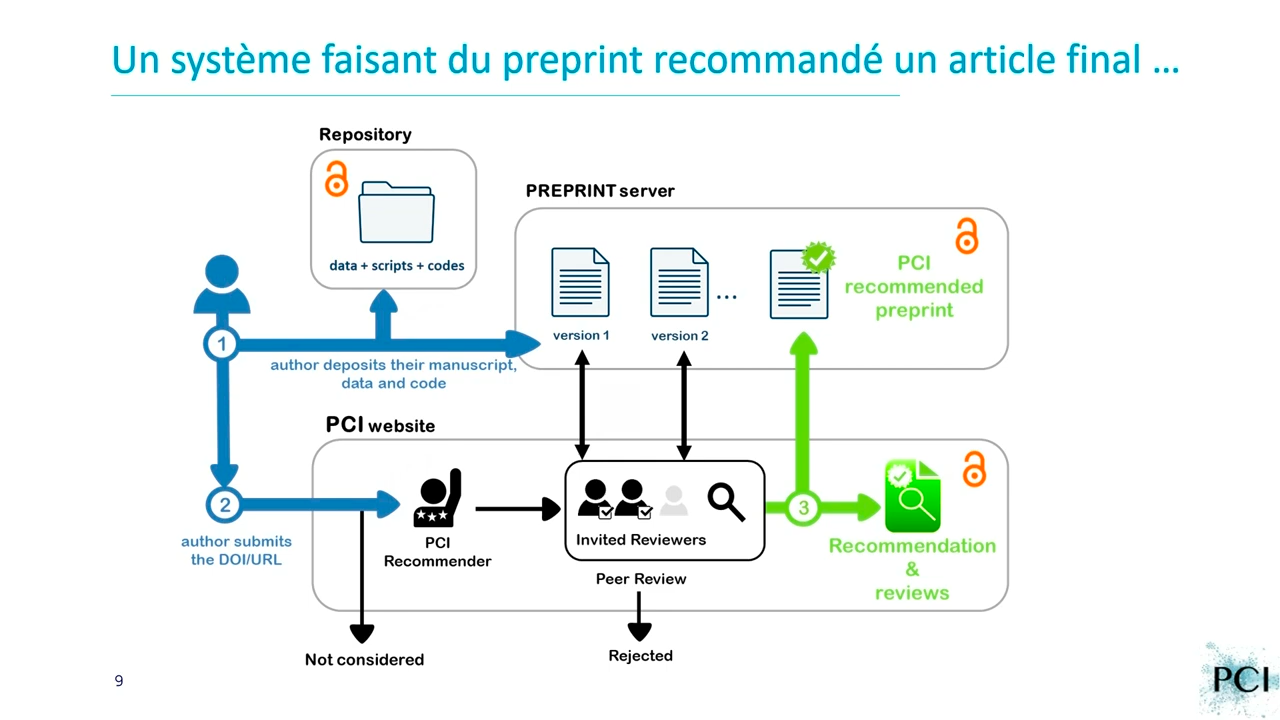 Un système faisant du preprint recommandé un article final ...
Repository
data + scripts + codes
PREPRINT server
version 1
version 2
...
PCI
recommended
preprint
1
author deposits their manuscript,
data and code
PCI website
2
author submits
the DOI/URL
PCI
Recommender
Invited Reviewers
Peer Review
3
Recommendation
&
reviews
Not considered
Rejected
9
PCI